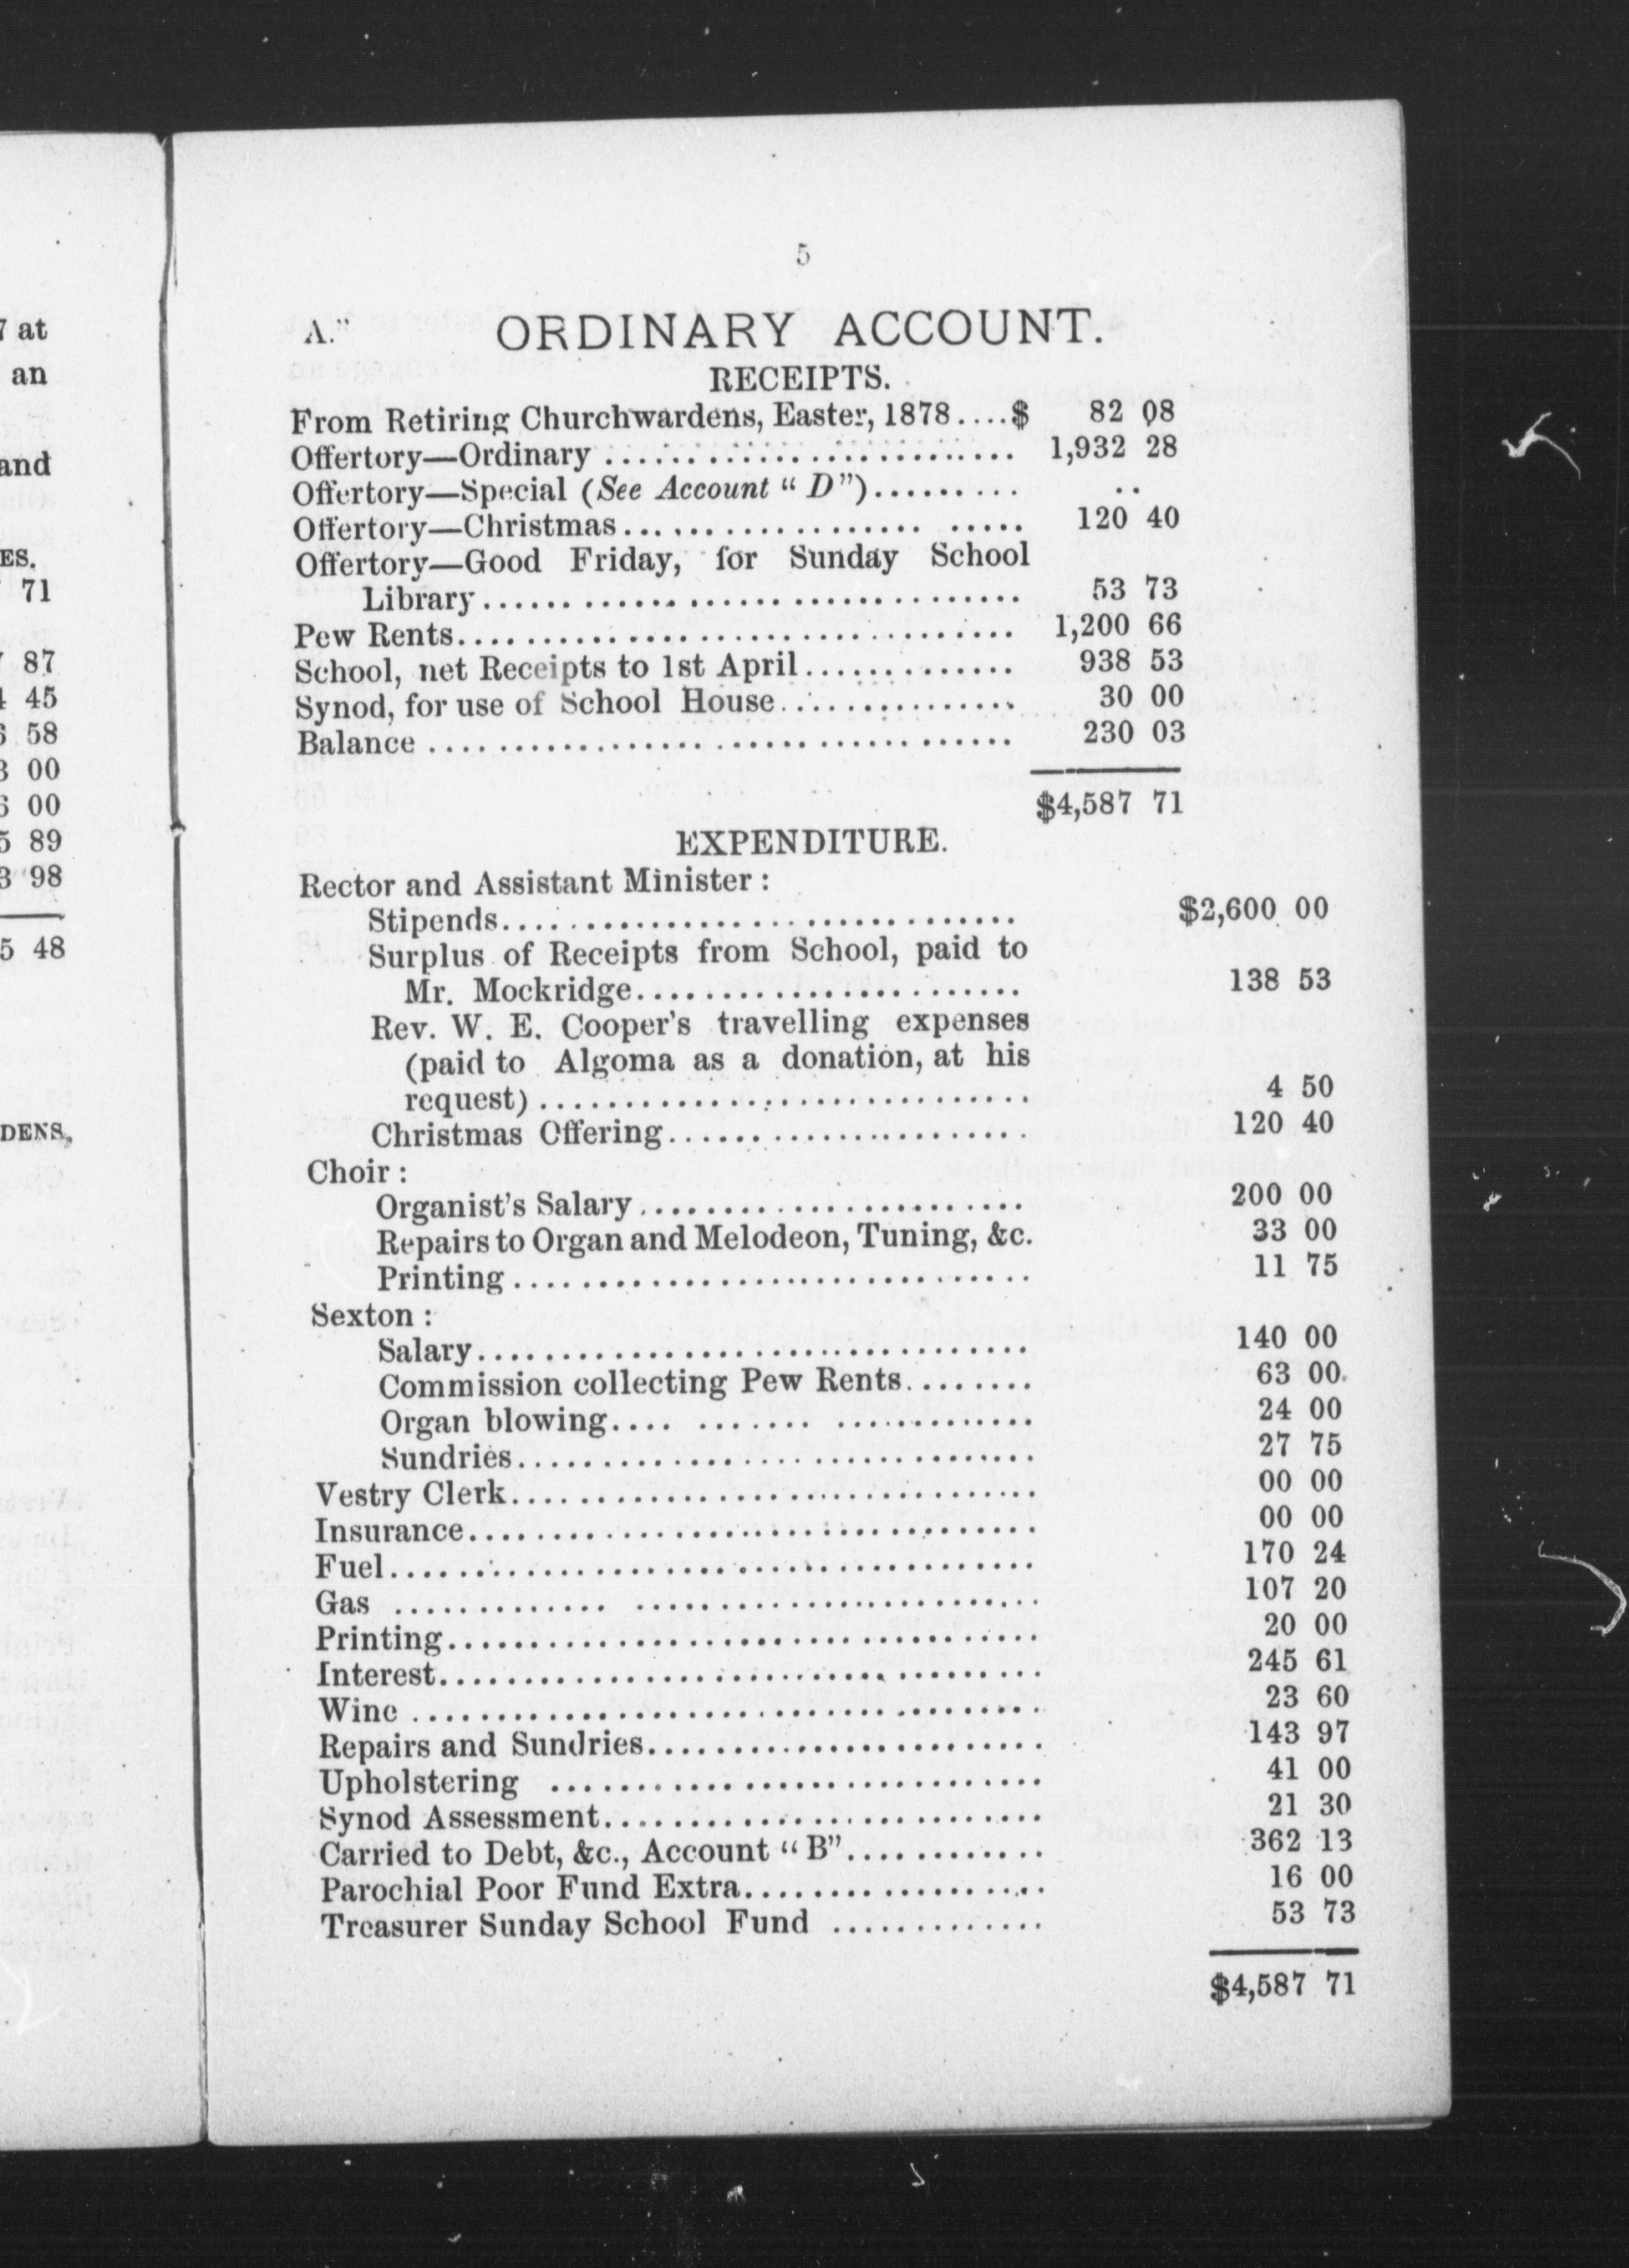 7 at
an
and
ES.
71
87
45
58
00
00
89
98
5 48
DENS,
5
A.” ORDINARY ACCOUNT.
RECEIPTS.
From Retiring Churchwardens, Easter, 1878....$ 82 08
Offertory—Ordinary .......................... 1,932 28
Offertory—Special (See Account “ D”)......... ..
Offertory—Christmas................. ..... 120 40
Offertory—Good Friday, for Sunday School
Library................................ 53 73
Pew Rents................................. 1,200 66
School, net Receipts to 1st April............. 938 53
Synod, for use of School House............... 30 00
Balance .................................. 230 03
$4,587 71
EXPENDITURE.
Rector and Assistant Minister :
Stipends................................ $2,600 00
Surplus of Receipts from School, paid to
Mr. Mockridge....................... 138 53
Rev. W. E. Cooper’s travelling expenses
(paid to Algoma as a donation, at his
request) ............................. 4 50
Christmas Offering...................... 120 40
Choir :
Organist’s Salary....................... 200 00
Repairs to Organ and Melodeon, Tuning, &c. 33 00
Printing .............................. 11 75
Sexton :
Salary................................. 140 00
Commission collecting Pew Rents........ 63 00
Organ blowing.... ....... ............ 24 00
Sundries............................... 27 75
Vestry Clerk............................... 00 00
Insurance................................. 00 00
Fuel...................................... 170 24
Gas ............. ........................ 107 20
Printing................................... 20 00
Interest.................................... 245 61
Wine ..................................... 23 60
Repairs and Sundries........................ 143 97
Upholstering ............................. 41 00
Synod Assessment.......................... 21 30
Carried to Debt, &c., Account “ B”............ 362 13
Parochial Poor Fund Extra.................. 16 00
Treasurer Sunday School Fund ............. 53 73
$4,587 71